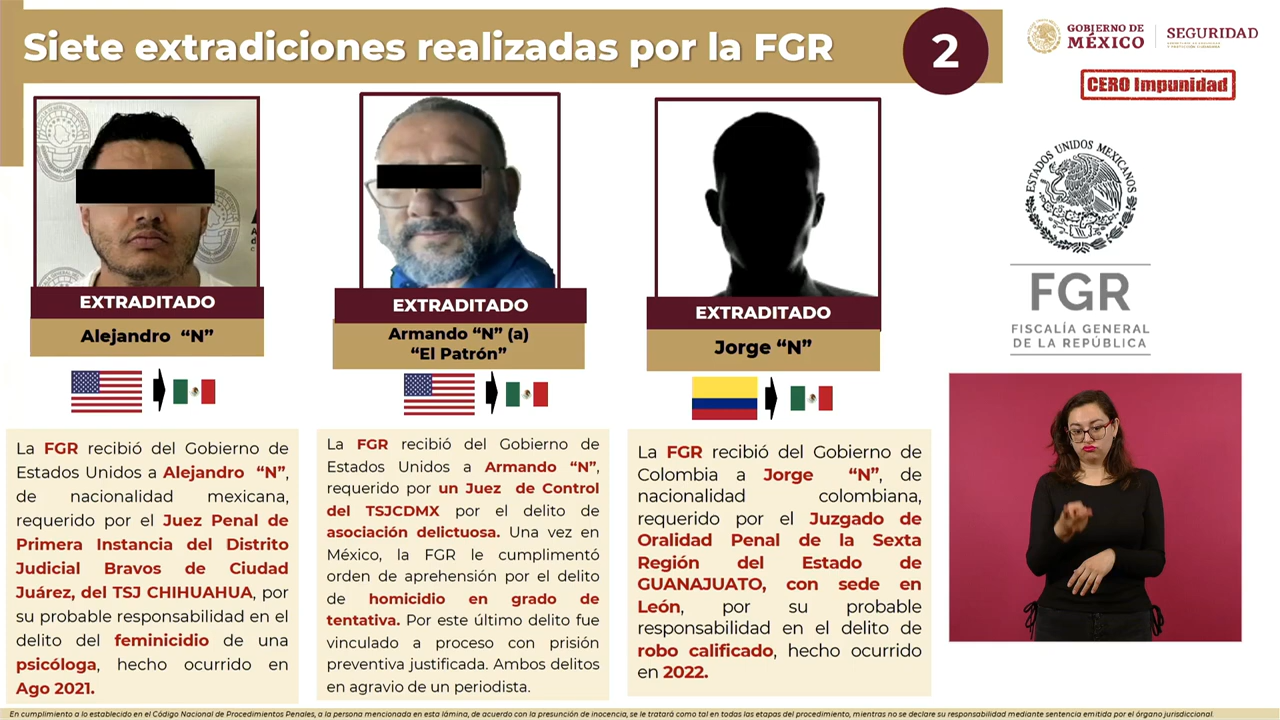 Siete extradiciones realizadas por la FGR
2
GOBIERNO DE
MÉXICO
SEGURIDAD
CERO Impunidad
EXTRADITADO
Alejandro “N”
EXTRADITADO
Armando “N” (a)
“El Patrón”
EXTRADITADO
Jorge “N”
ESTADOS UNIDOS MEXICANOS
FGR
FISCALÍA GENERAL
DE LA REPÚBLICA
La FGR recibió del Gobierno de
Estados Unidos a Alejandro “N”,
de nacionalidad mexicana,
requerido por el Juez Penal de
Primera Instancia del Distrito
Judicial Bravos de Ciudad
Juárez, del TSJ CHIHUAHUA, por
su probable responsabilidad en el
delito del feminicidio de una
psicóloga, hecho ocurrido en
Ago 2021.
La FGR recibió del Gobierno de
Estados Unidos a Armando “N”,
requerido por un Juez de Control
del TSJCDMX por el delito de
asociación delictuosa. Una vez en
México, la FGR le cumplimentó
orden de aprehensión por el delito
de homicidio en grado de
tentativa. Por este último delito fue
vinculado a proceso con prisión
preventiva justificada. Ambos delitos
en agravio de un periodista.
La FGR recibió del Gobierno de
Colombia a Jorge “N”, de
nacionalidad colombiana,
requerido por el Juzgado de
Oralidad Penal de la Sexta
Región del Estado de
GUANAJUATO, con sede en
León, por su probable
responsabilidad en el delito de
robo calificado, hecho ocurrido
en 2022.
En cumplimiento a lo establecido en el Código Nacional de Procedimientos Penales, a la persona mencionada en esta lámina, de acuerdo con la presunción de inocencia, se le tratará como tal en todas las etapas del procedimiento, mientras no se declare su responsabilidad mediante sentencia emitida por el órgano jurisdiccional.